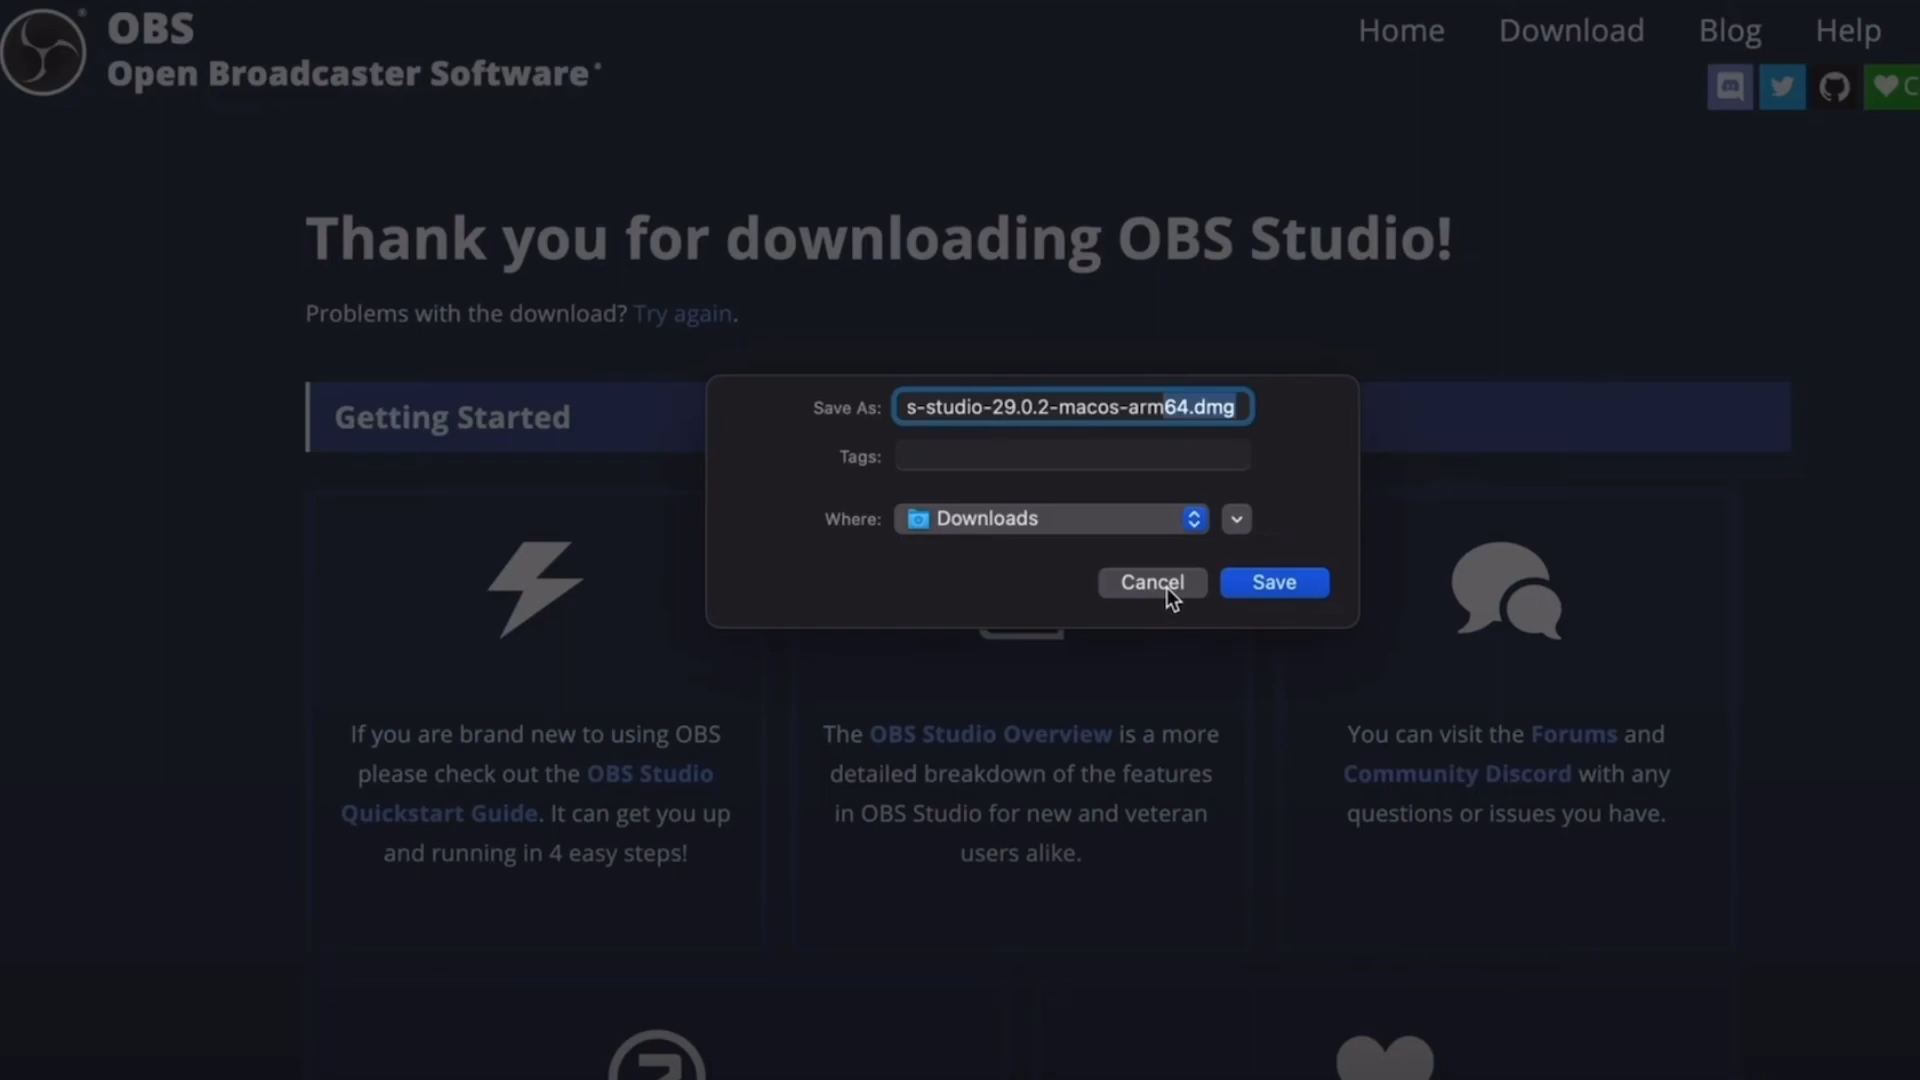 OBS
Open Broadcaster Software
Home Download Blog Help
Thank you for downloading OBS Studio!
Problems with the download? Try again.
Getting Started
Save As: s-studio-29.0.2-macos-arm64.dmg
Tags:
Where: Downloads
Cancel Save
If you are brand new to using OBS
please check out the OBS Studio
Quickstart Guide. It can get you up
and running in 4 easy steps!
The OBS Studio Overview is a more
detailed breakdown of the features
in OBS Studio for new and veteran
users alike.
You can visit the Forums and
Community Discord with any
questions or issues you have.